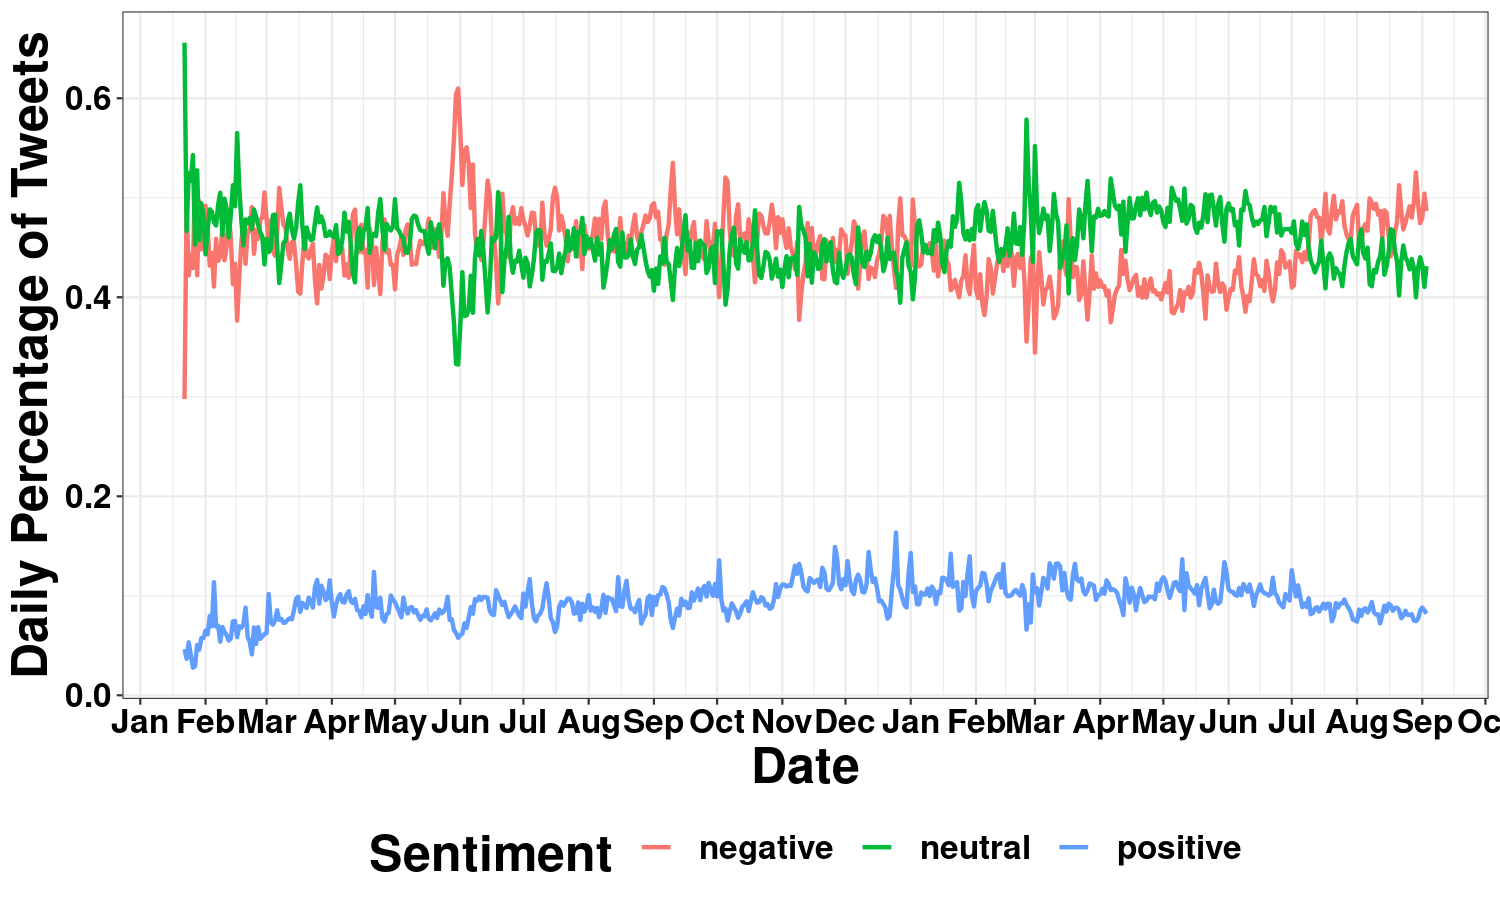 Daily Percentage of Tweets
0.6
0.4
0.2
0.0
Jan Feb Mar Apr May Jun Jul Aug Sep Oct Nov Dec Jan Feb Mar Apr May Jun Jul Aug Sep Oc
Date
Sentiment negative neutral positive